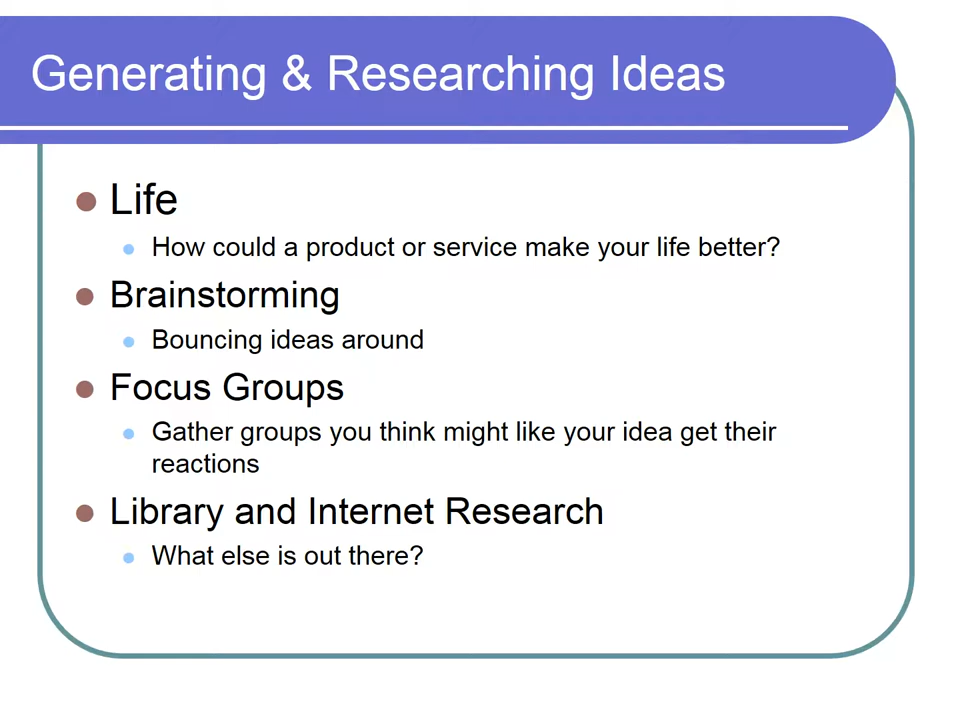 Generating & Researching Ideas
Life
How could a product or service make your life better?
Brainstorming
Bouncing ideas around
Focus Groups
Gather groups you think might like your idea get their
reactions
Library and Internet Research
What else is out there?